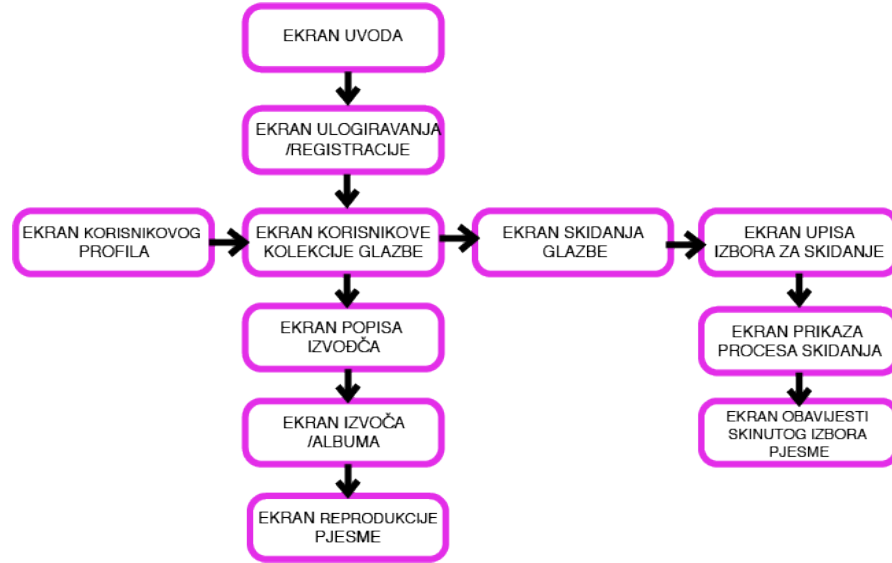 EKRAN UVODA
EKRAN ULOGIRAVANJA
/REGISTRACIJE
EKRAN KORISNIKOVOG
PROFILA
EKRAN KORISNIKOVE
KOLEKCIJE GLAZBE
EKRAN SKIDANJA
GLAZBE
EKRAN UPISA
IZBORA ZA SKIDANJE
EKRAN POPISA
IZVOĐČA
EKRAN PRIKAZA
PROCESA SKIDANJA
EKRAN IZVOČA
/ALBUMA
EKRAN OBAVIJESTI
SKINUTOG IZBORA
PJESME
EKRAN REPRODUKCIJE
PJESME